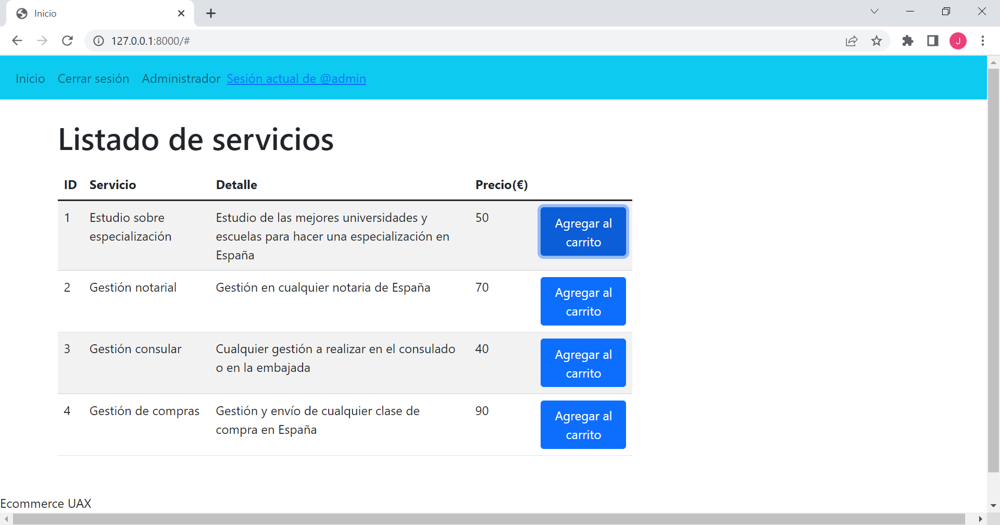 Inicio
127.0.0.1:8000/#
J
Inicio Cerrar sesión Administrador Sesión actual de @admin
Listado de servicios
ID Servicio Detalle Precio(€)
1 Estudio sobre especialización Estudio de las mejores universidades y escuelas para hacer una especialización en España 50 Agregar al carrito
2 Gestión notarial Gestión en cualquier notaria de España 70 Agregar al carrito
3 Gestión consular Cualquier gestión a realizar en el consulado o en la embajada 40 Agregar al carrito
4 Gestión de compras Gestión y envío de cualquier clase de compra en España 90 Agregar al carrito
Ecommerce UAX